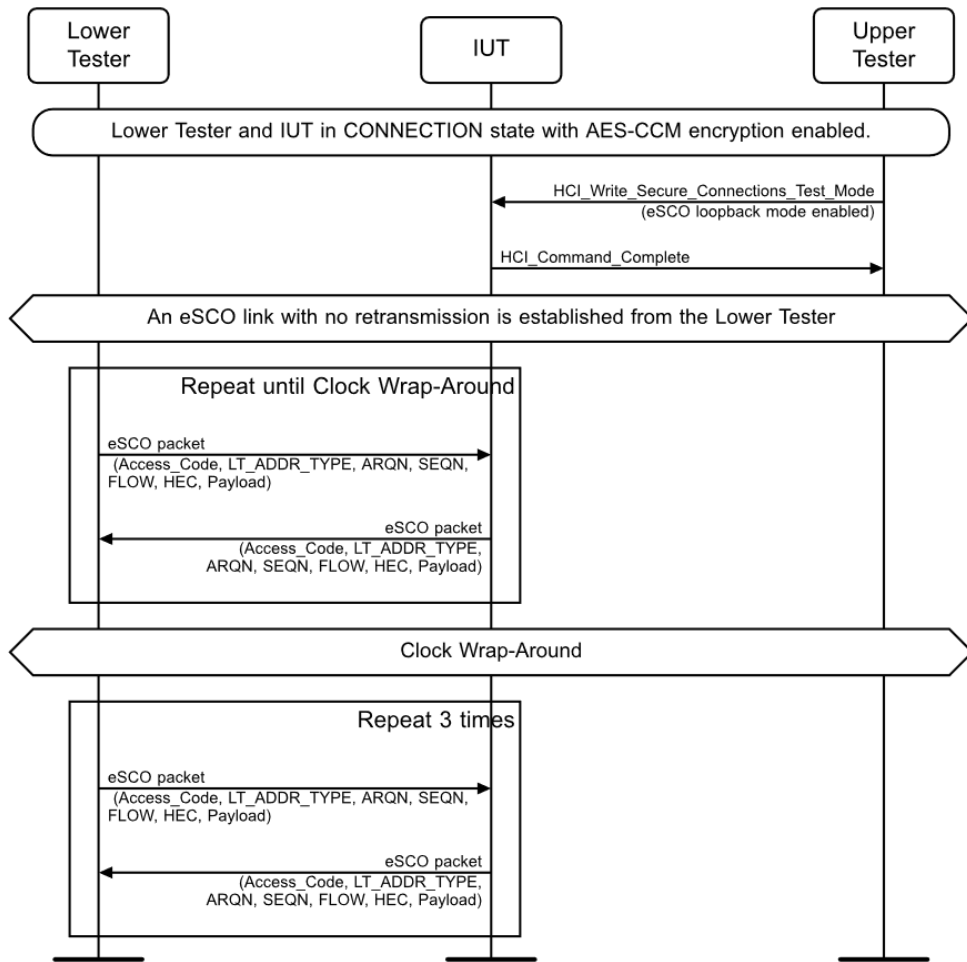 Lower
Tester
IUT
Upper
Tester
Lower Tester and IUT in CONNECTION state with AES-CCM encryption enabled.
HCI_Write_Secure_Connections_Test_Mode
(eSCO loopback mode enabled)
HCI_Command_Complete
An eSCO link with no retransmission is established from the Lower Tester
Repeat until Clock Wrap-Around
eSCO packet
(Access_Code, LT_ADDR_TYPE, ARQN, SEQN,
FLOW, HEC, Payload)
eSCO packet
(Access_Code, LT_ADDR_TYPE,
ARQN, SEQN, FLOW, HEC, Payload)
Clock Wrap-Around
Repeat 3 times
eSCO packet
(Access_Code, LT_ADDR_TYPE, ARQN, SEQN,
FLOW, HEC, Payload)
eSCO packet
(Access_Code, LT_ADDR_TYPE,
ARQN, SEQN, FLOW, HEC, Payload)